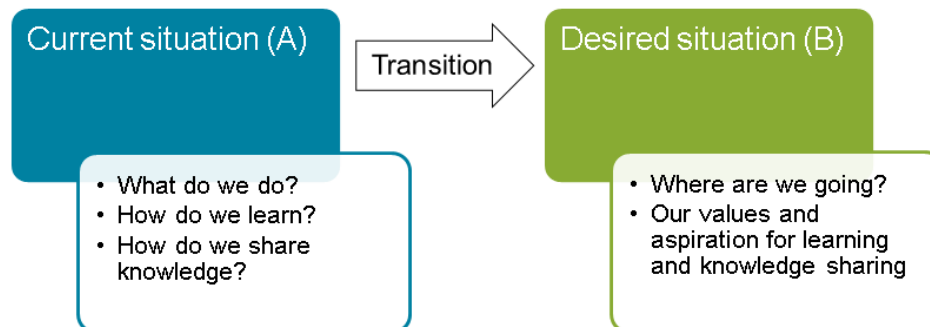 Current situation (A)
Transition
Desired situation (B)
• What do we do?
• How do we learn?
• How do we share
knowledge?
• Where are we going?
• Our values and
aspiration for learning
and knowledge sharing